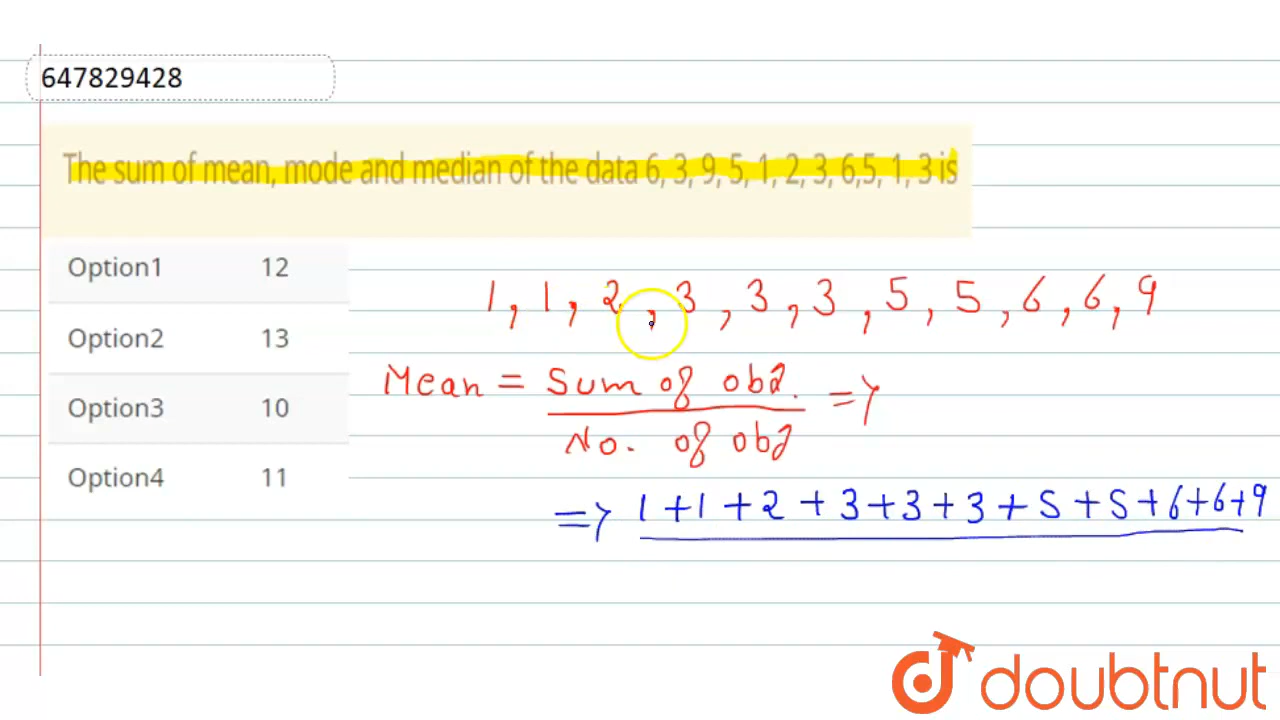 647829428
The sum of mean, mode and median of the data 6, 3, 9, 5, 1, 2, 3, 6,5, 1, 3 is
Option1 12
1, 1, 2, 3, 3, 3, 5, 5, 6, 6, 9
Option2 13
Mean = Sum of obs. =>
No. of obs
Option3 10
Option4 11
=> 1+1+2+3+3+3+5+5+6+6+9
doubtnut